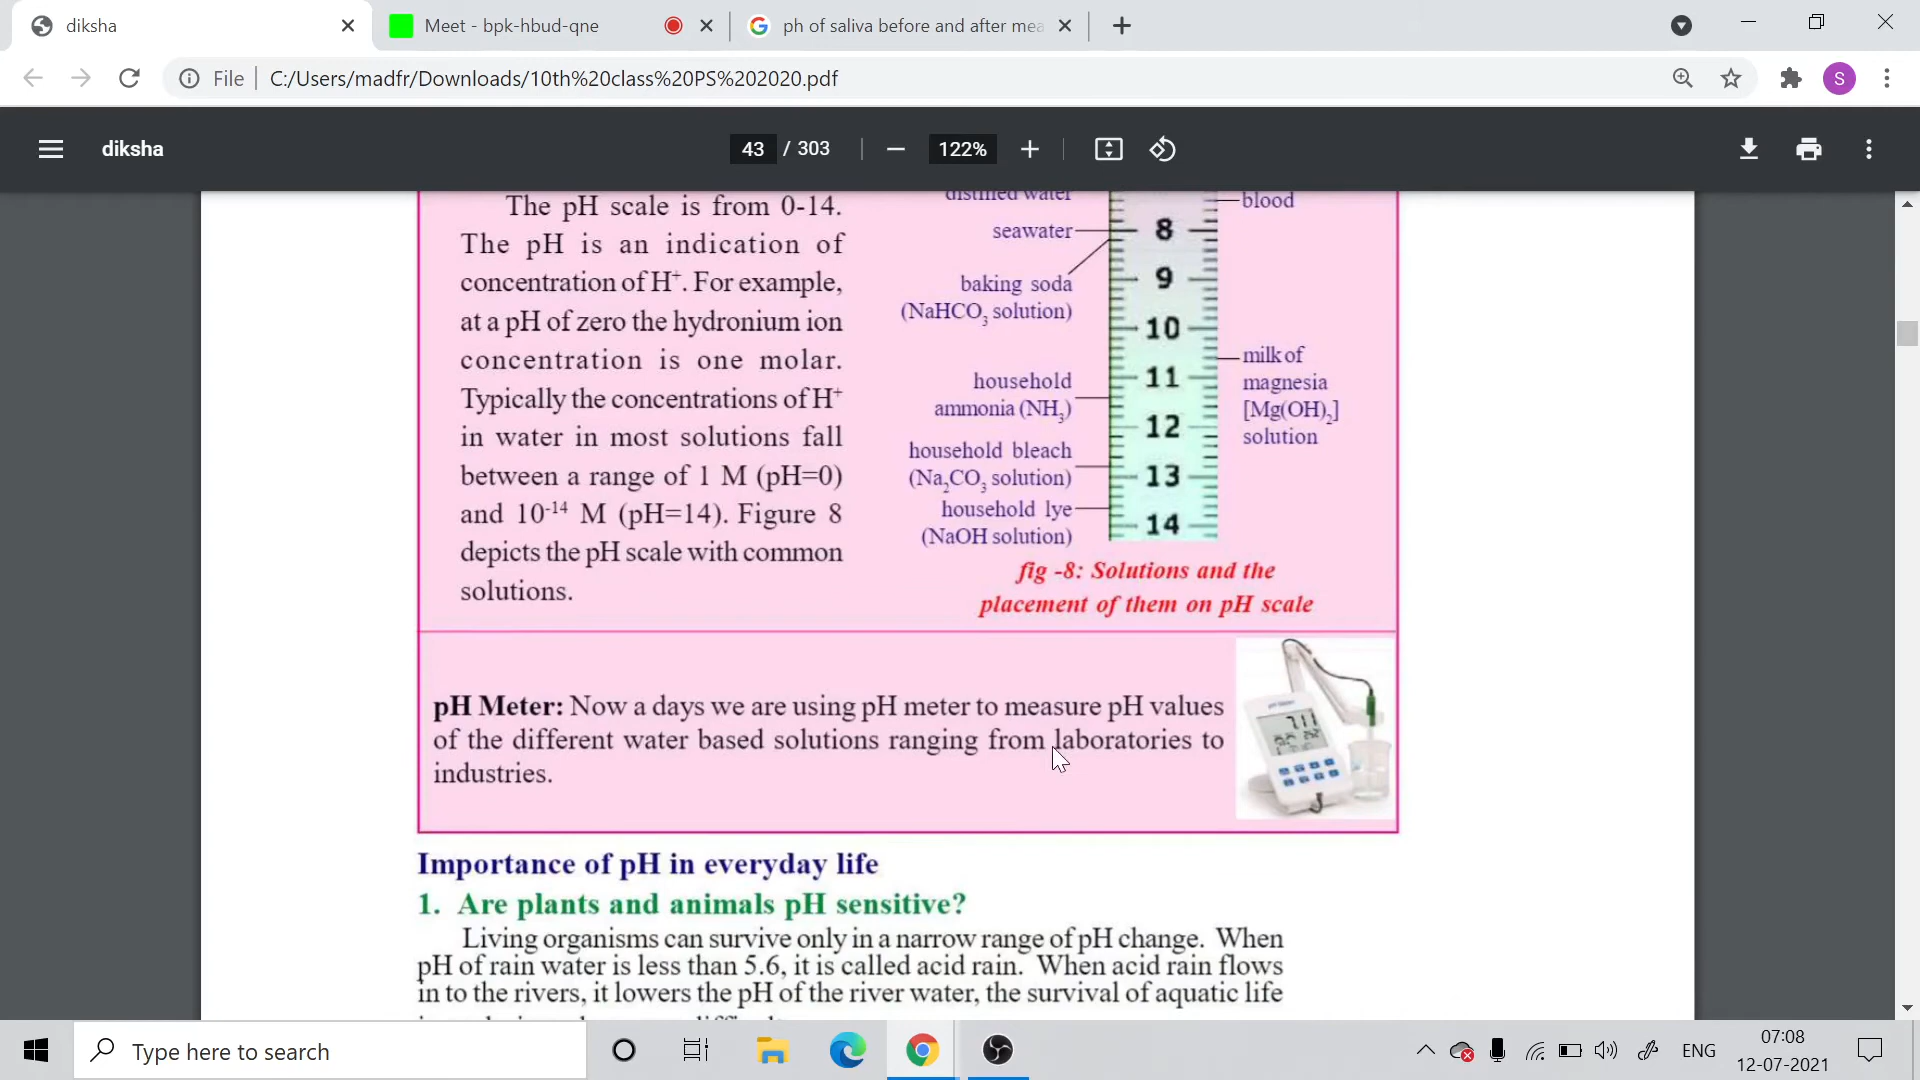 diksha
Meet - bpk-hbud-qne
ph of saliva before and after mea
File
C:/Users/madfr/Downloads/10th%20class%20PS%202020.pdf
S
diksha
43 / 303
122%
The pH scale is from 0-14.
The pH is an indication of
concentration of H⁺. For example,
at a pH of zero the hydronium ion
concentration is one molar.
Typically the concentrations of H⁺
in water in most solutions fall
between a range of 1 M (pH=0)
and 10⁻¹⁴ M (pH=14). Figure 8
depicts the pH scale with common
solutions.
distilled water
blood
seawater
8
baking soda
(NaHCO₃ solution)
9
10
milk of
magnesia
[Mg(OH)₂]
solution
household
ammonia (NH₃)
11
12
household bleach
(Na₂CO₃ solution)
13
household lye
(NaOH solution)
14
fig -8: Solutions and the
placement of them on pH scale
pH Meter: Now a days we are using pH meter to measure pH values
of the different water based solutions ranging from laboratories to
industries.
7.11
Importance of pH in everyday life
1. Are plants and animals pH sensitive?
Living organisms can survive only in a narrow range of pH change. When
pH of rain water is less than 5.6, it is called acid rain. When acid rain flows
in to the rivers, it lowers the pH of the river water, the survival of aquatic life
Type here to search
ENG
07:08
12-07-2021